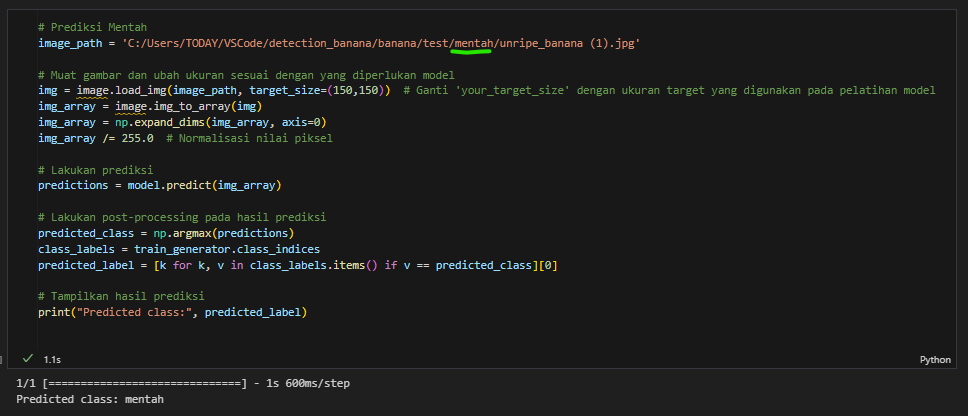 # Prediksi Mentah
image_path = 'C:/Users/TODAY/VSCode/detection_banana/banana/test/mentah/unripe_banana (1).jpg'
# Muat gambar dan ubah ukuran sesuai dengan yang diperlukan model
img = image.load_img(image_path, target_size=(150,150))  # Ganti 'your_target_size' dengan ukuran target yang digunakan pada pelatihan model
img_array = image.img_to_array(img)
img_array = np.expand_dims(img_array, axis=0)
img_array /= 255.0  # Normalisasi nilai piksel
# Lakukan prediksi
predictions = model.predict(img_array)
# Lakukan post-processing pada hasil prediksi
predicted_class = np.argmax(predictions)
class_labels = train_generator.class_indices
predicted_label = [k for k, v in class_labels.items() if v == predicted_class][0]
# Tampilkan hasil prediksi
print("Predicted class:", predicted_label)
1.1s
Python
1/1 [==============================] - 1s 600ms/step
Predicted class: mentah